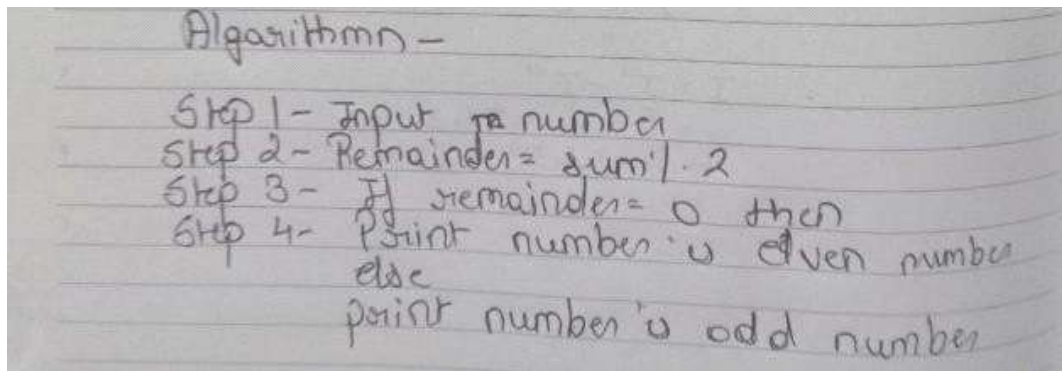 Algarithmn -
Step 1 - Input number
Step 2 - Remainder = sum % 2
Step 3 - If remainder = 0 then
Step 4 - Print number is even number
else
print number is odd number